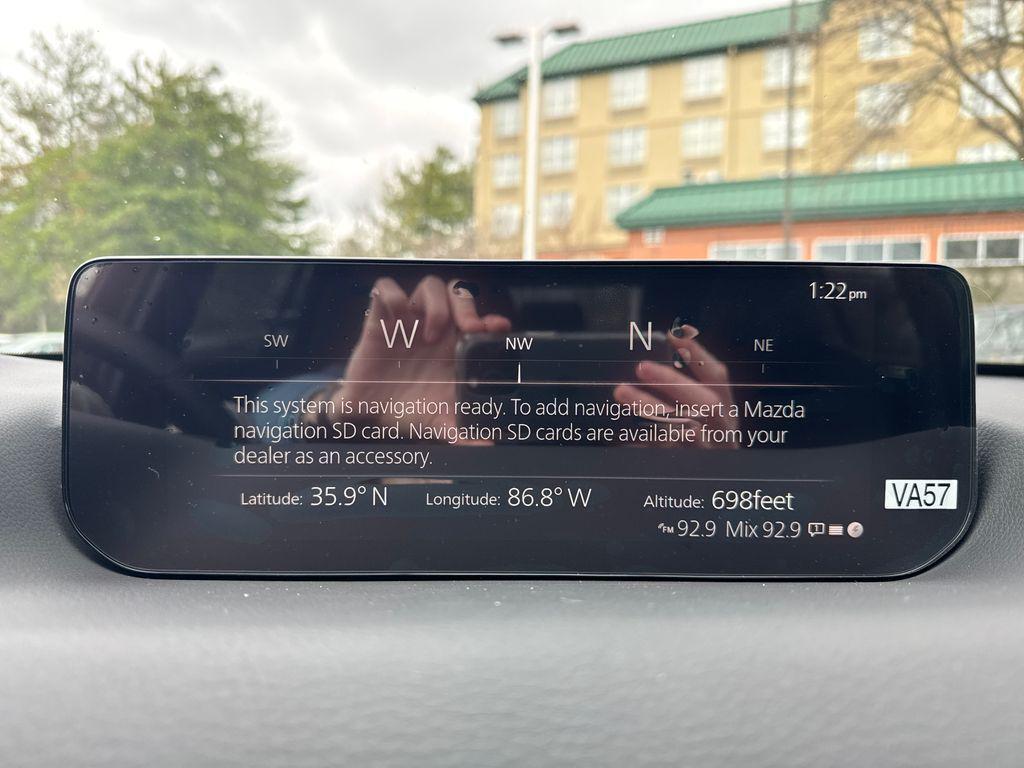 1:22pm
SW W NW N NE
This system is navigation ready. To add navigation, insert a Mazda
navigation SD card. Navigation SD cards are available from your
dealer as an accessory.
Latitude: 35.9° N Longitude: 86.8° W Altitude: 698feet
VA57
FM 92.9 Mix 92.9